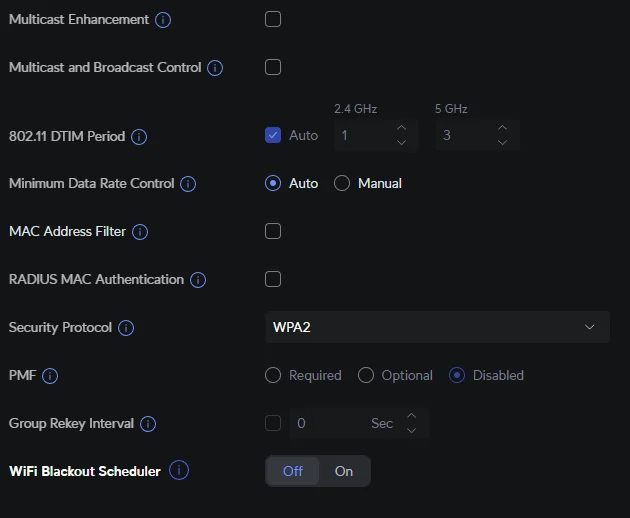 Multicast Enhancement
Multicast and Broadcast Control
2.4 GHz 5 GHz
802.11 DTIM Period Auto 1 3
Minimum Data Rate Control Auto Manual
MAC Address Filter
RADIUS MAC Authentication
Security Protocol WPA2
PMF Required Optional Disabled
Group Rekey Interval 0 Sec
WiFi Blackout Scheduler Off On